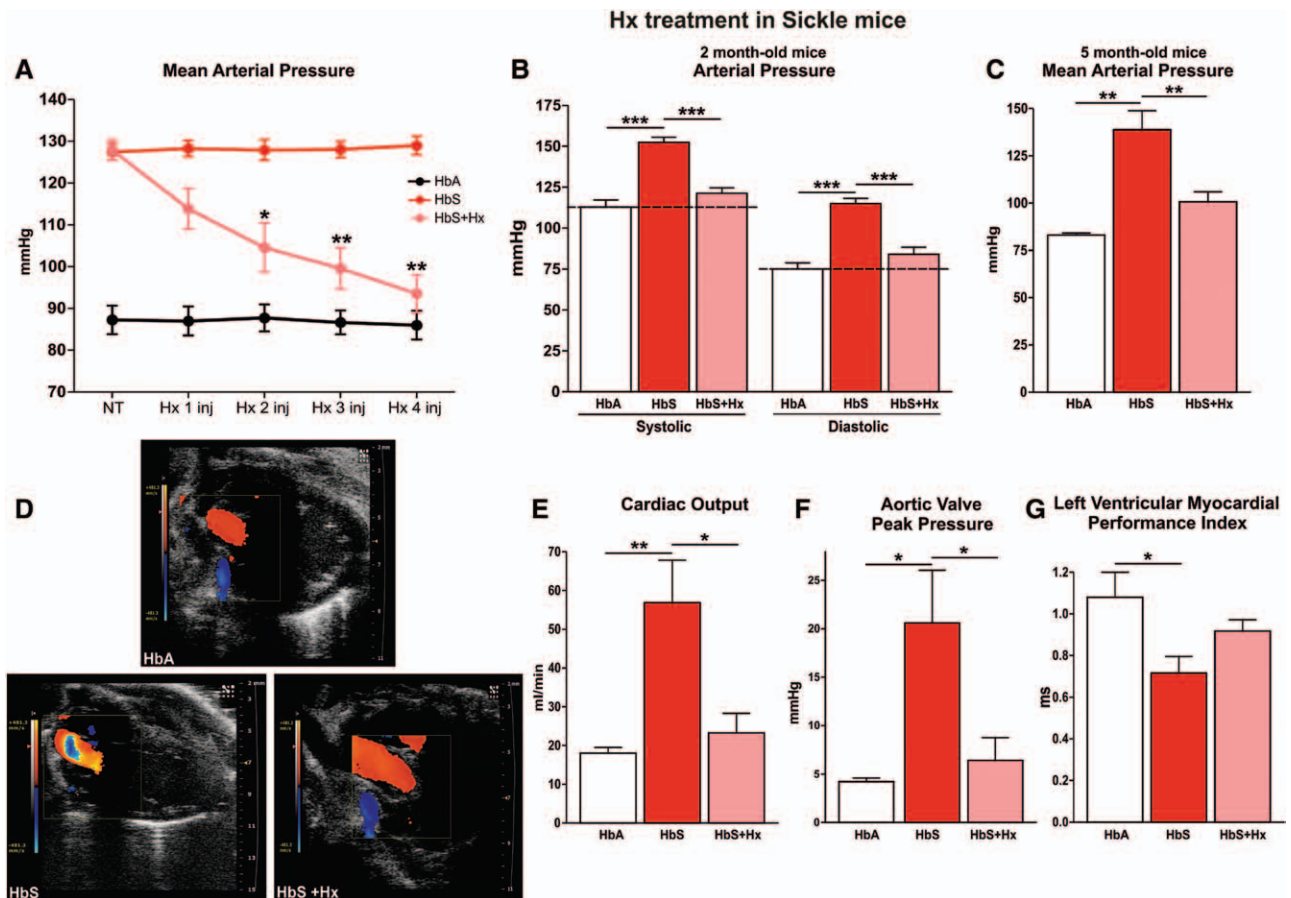 Hx treatment in Sickle mice
A
Mean Arterial Pressure
140
130
120
110
100
90
80
70
mmHg
HbA
HbS
HbS+Hx
*
**
**
NT
Hx 1 inj
Hx 2 inj
Hx 3 inj
Hx 4 inj
B
2 month-old mice
Arterial Pressure
175
150
125
100
75
50
25
0
mmHg
***
***
***
***
HbA
HbS
HbS+Hx
HbA
HbS
HbS+Hx
Systolic
Diastolic
C
5 month-old mice
Mean Arterial Pressure
150
125
100
75
50
25
0
mmHg
**
**
HbA
HbS
HbS+Hx
D
HbA
HbS
HbS +Hx
E
Cardiac Output
70
60
50
40
30
20
10
0
ml/min
**
*
HbA
HbS
HbS+Hx
F
Aortic Valve
Peak Pressure
25
20
15
10
5
0
mmHg
*
*
HbA
HbS
HbS+Hx
G
Left Ventricular Myocardial
Performance Index
1.2
1.0
0.8
0.6
0.4
0.2
0.0
ms
*
HbA
HbS
HbS+Hx